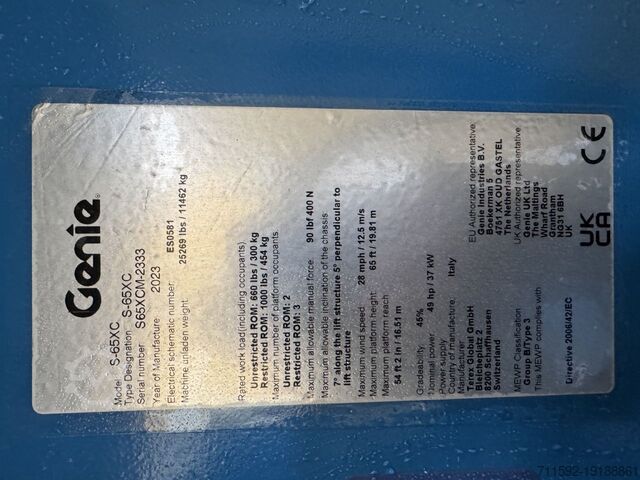 Genie
Model: S-65XC
Type Designation: S-65XC
Serial number: S65XCM-2333
Year of Manufacture: 2023
Electrical schematic number:
ES0581
Machine unladen weight:
25269 lbs / 11462 kg
Rated work load(including occupants).
Unrestricted ROM: 660 lbs / 300 kg
Restricted ROM:1000 lbs / 454 kg
Maximum number of platform occupants
Unrestricted ROM: 2
Restricted ROM: 3
Maximum allowable manual force: 90 lbf 400 N
Maximum allowable inclination of the chassis:
7° along the lift structure 5° perpendicular to
lift structure
Maximum wind speed 28 mph / 12.5 m/s
Maximum platform height 65 ft / 19.81 m
Maximum platform reach
54 ft 2 in / 16.51 m
Gradeability 45%
Nominal power 49 hp / 37 kW
Power supply
Country of manufacture: Italy
Manufacturer:
Terex Global GmbH
Bleicheplatz 2
8200 Schaffhausen
Switzerland
MEWP Classification
Group B/Type 3
This MEWP complies with
Directive 2006/42/EC
EU Authorized representative
Genie Industries B.V.
Boekerman 5
4751 XK OUD GASTEL
The Netherlands
UK Authorized representative:
Genie UK Ltd
The Maltings
Wharf Road
Grantham
NG31 6BH
UK
UK
CA
CE
711592-19188861